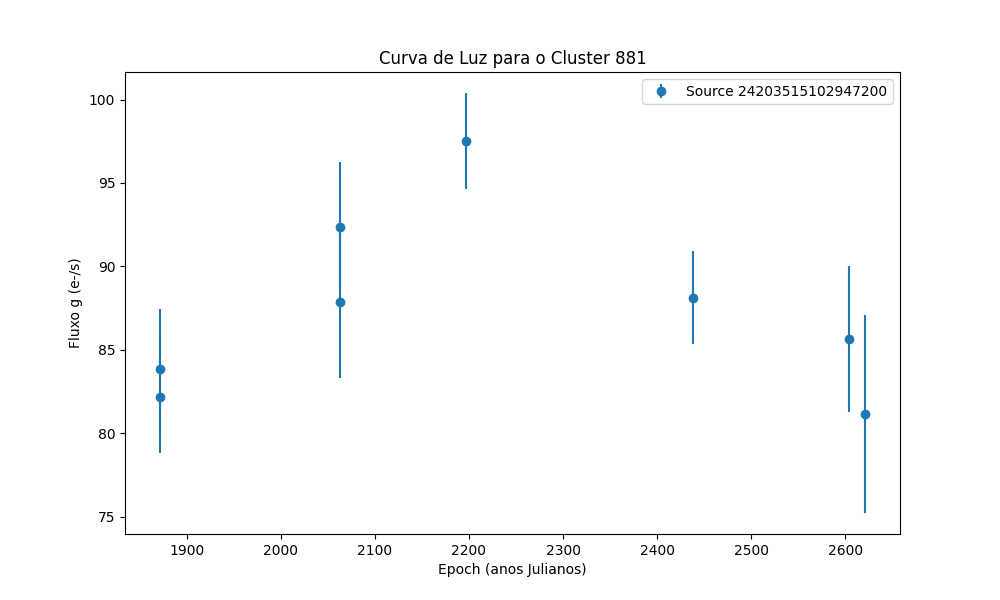 Curva de Luz para o Cluster 881
Source 24203515102947200
Fluxo g (e-/s)
100
95
90
85
80
75
1900 2000 2100 2200 2300 2400 2500 2600
Epoch (anos Julianos)